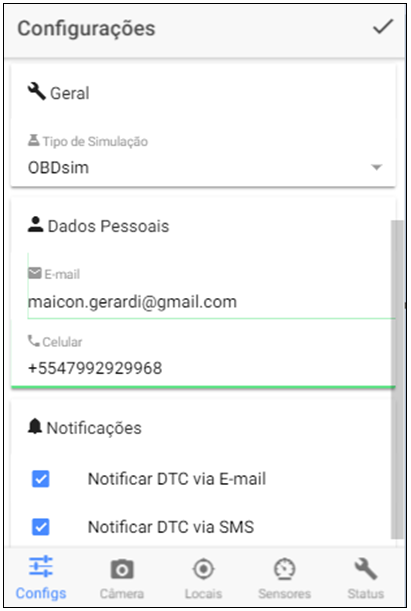 Configurações
Geral
Tipo de Simulação
OBDsim
Dados Pessoais
E-mail
maicon.gerardi@gmail.com
Celular
+5547992929968
Notificações
Notificar DTC via E-mail
Notificar DTC via SMS
Configs Câmera Locais Sensores Status